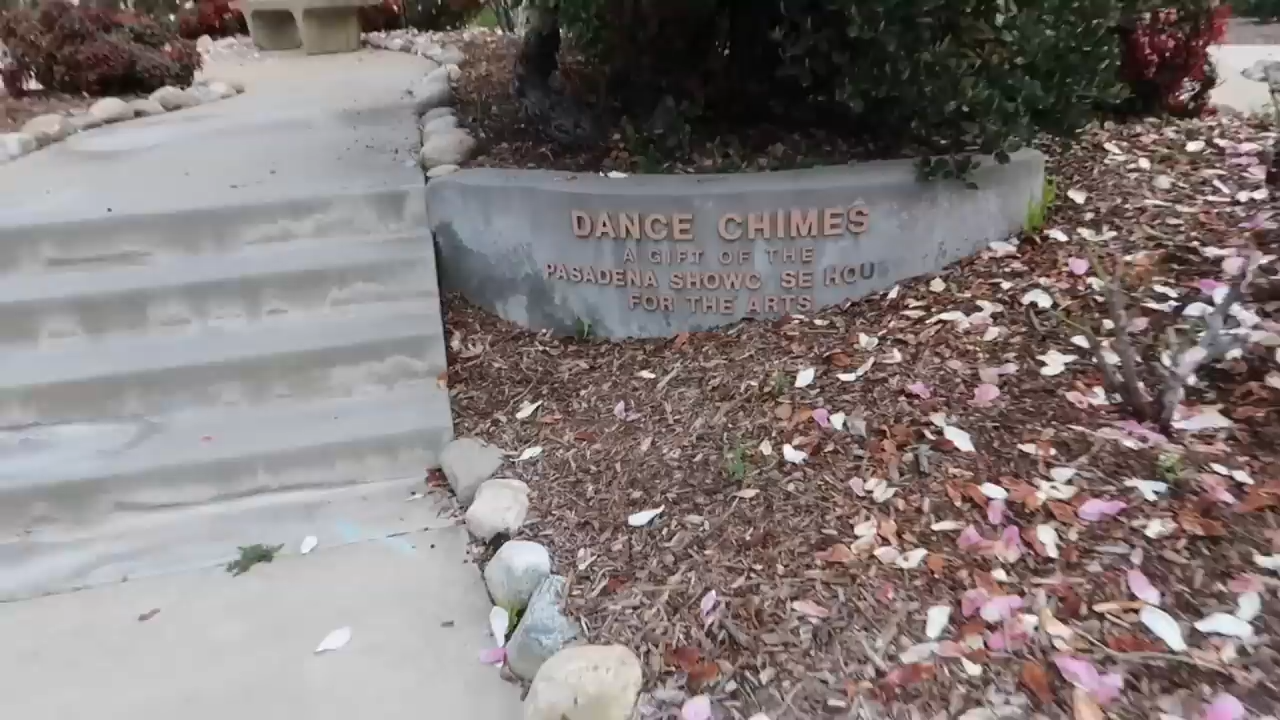 DANCE CHIMES
A GIFT OF THE
PASADENA SHOWC SE HOU
FOR THE ARTS